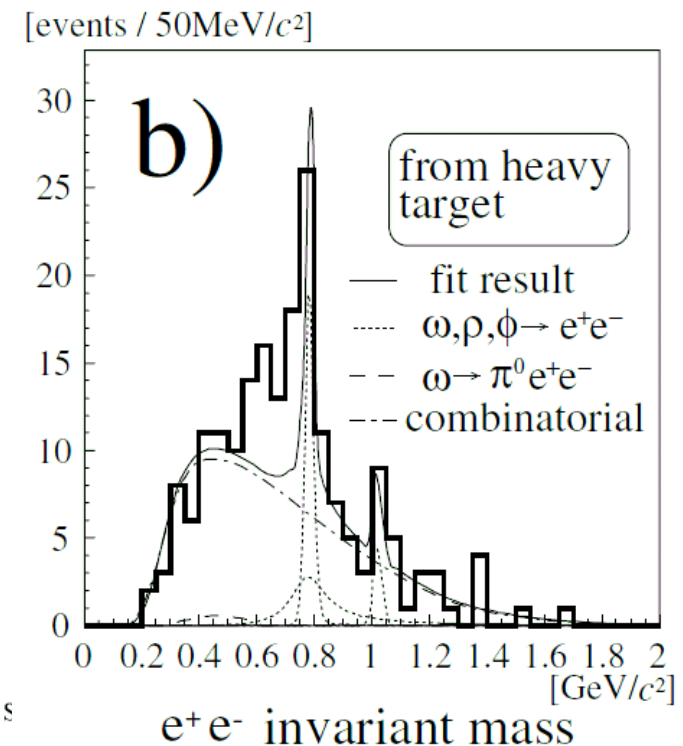 [events / 50MeV/c²]
b)
from heavy
target
fit result
ω,ρ,ϕ→ e⁺e⁻
ω→ π⁰e⁺e⁻
combinatorial
30
25
20
15
10
5
0
0 0.2 0.4 0.6 0.8 1 1.2 1.4 1.6 1.8 2
[GeV/c²]
s
e⁺e⁻ invariant mass